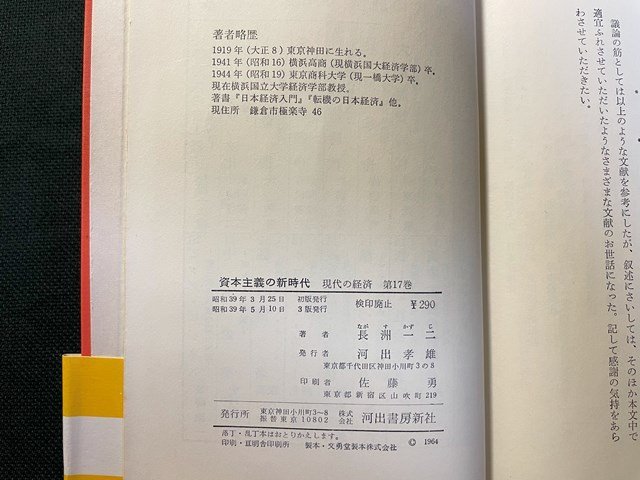 議論の筋としては以上のような文献を参考にしたが、叙述にさいしては、そのほか本文中で
適宜ふれさせていただいたようなさまざまな文献のお世話になった。記して感謝の気持をあら
わさせていただきたい。
著者略歴
1919年(大正8)東京神田に生れる.
1941年(昭和16)横浜高商(現横浜国大経済学部)卒.
1944年(昭和19)東京商科大学(現一橋大学)卒.
現在横浜国立大学経済学部教授.
著書『日本経済入門』『転機の日本経済』他.
現住所 鎌倉市極楽寺 46
資本主義の新時代 現代の経済 第17巻
昭和39年3月25日 初版発行 検印廃止 ¥290
昭和39年5月10日 3版発行
ながすかずじ
著者 長洲一二
発行者 河出孝雄
東京都千代田区神田小川町3の8
印刷者 佐藤勇
東京都新宿区山吹町219
発行所 東京神田小川町3~8 株式会社 河出書房新社
振替東京10802
落丁・乱丁本はおとりかえします. © 1964
印刷・亘明舎印刷所 製本・文勇堂製本株式会社